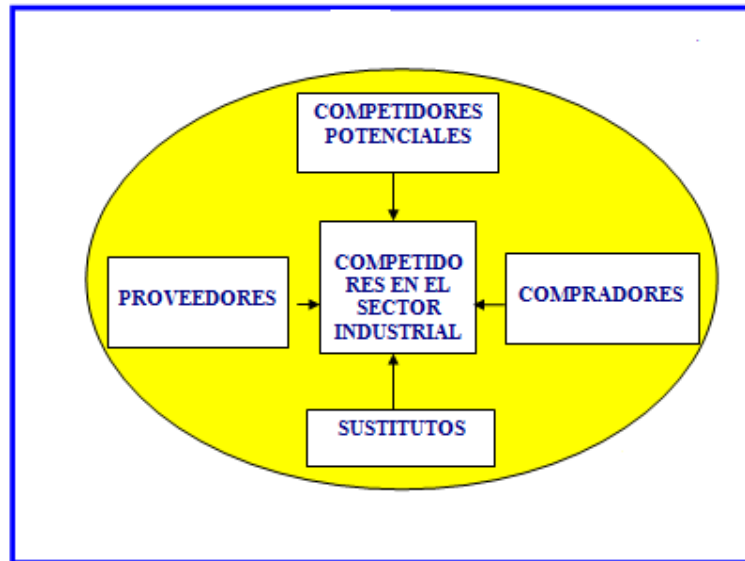 COMPETIDORES
POTENCIALES
PROVEEDORES
COMPETIDO
RES EN EL
SECTOR
INDUSTRIAL
COMPRADORES
SUSTITUTOS